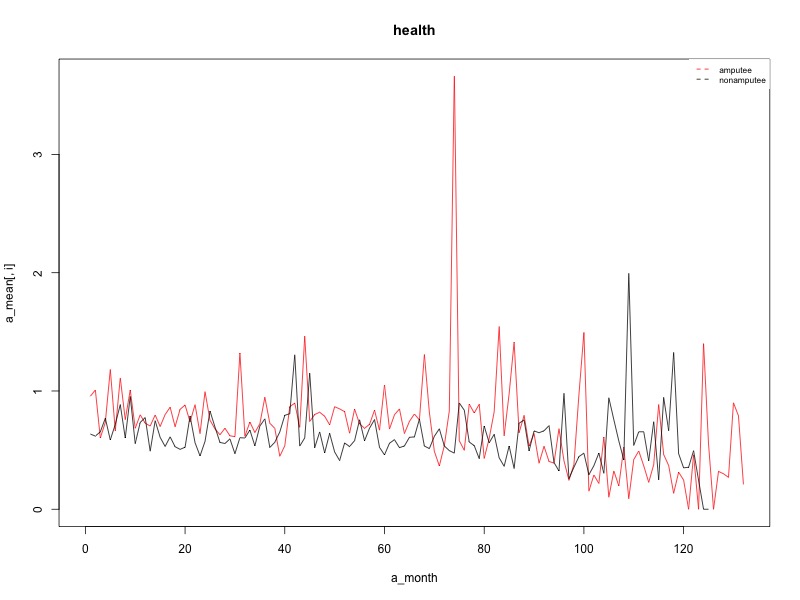 health
amputee
nonamputee
a_mean[, i]
3
2
1
0
0 20 40 60 80 100 120
a_month